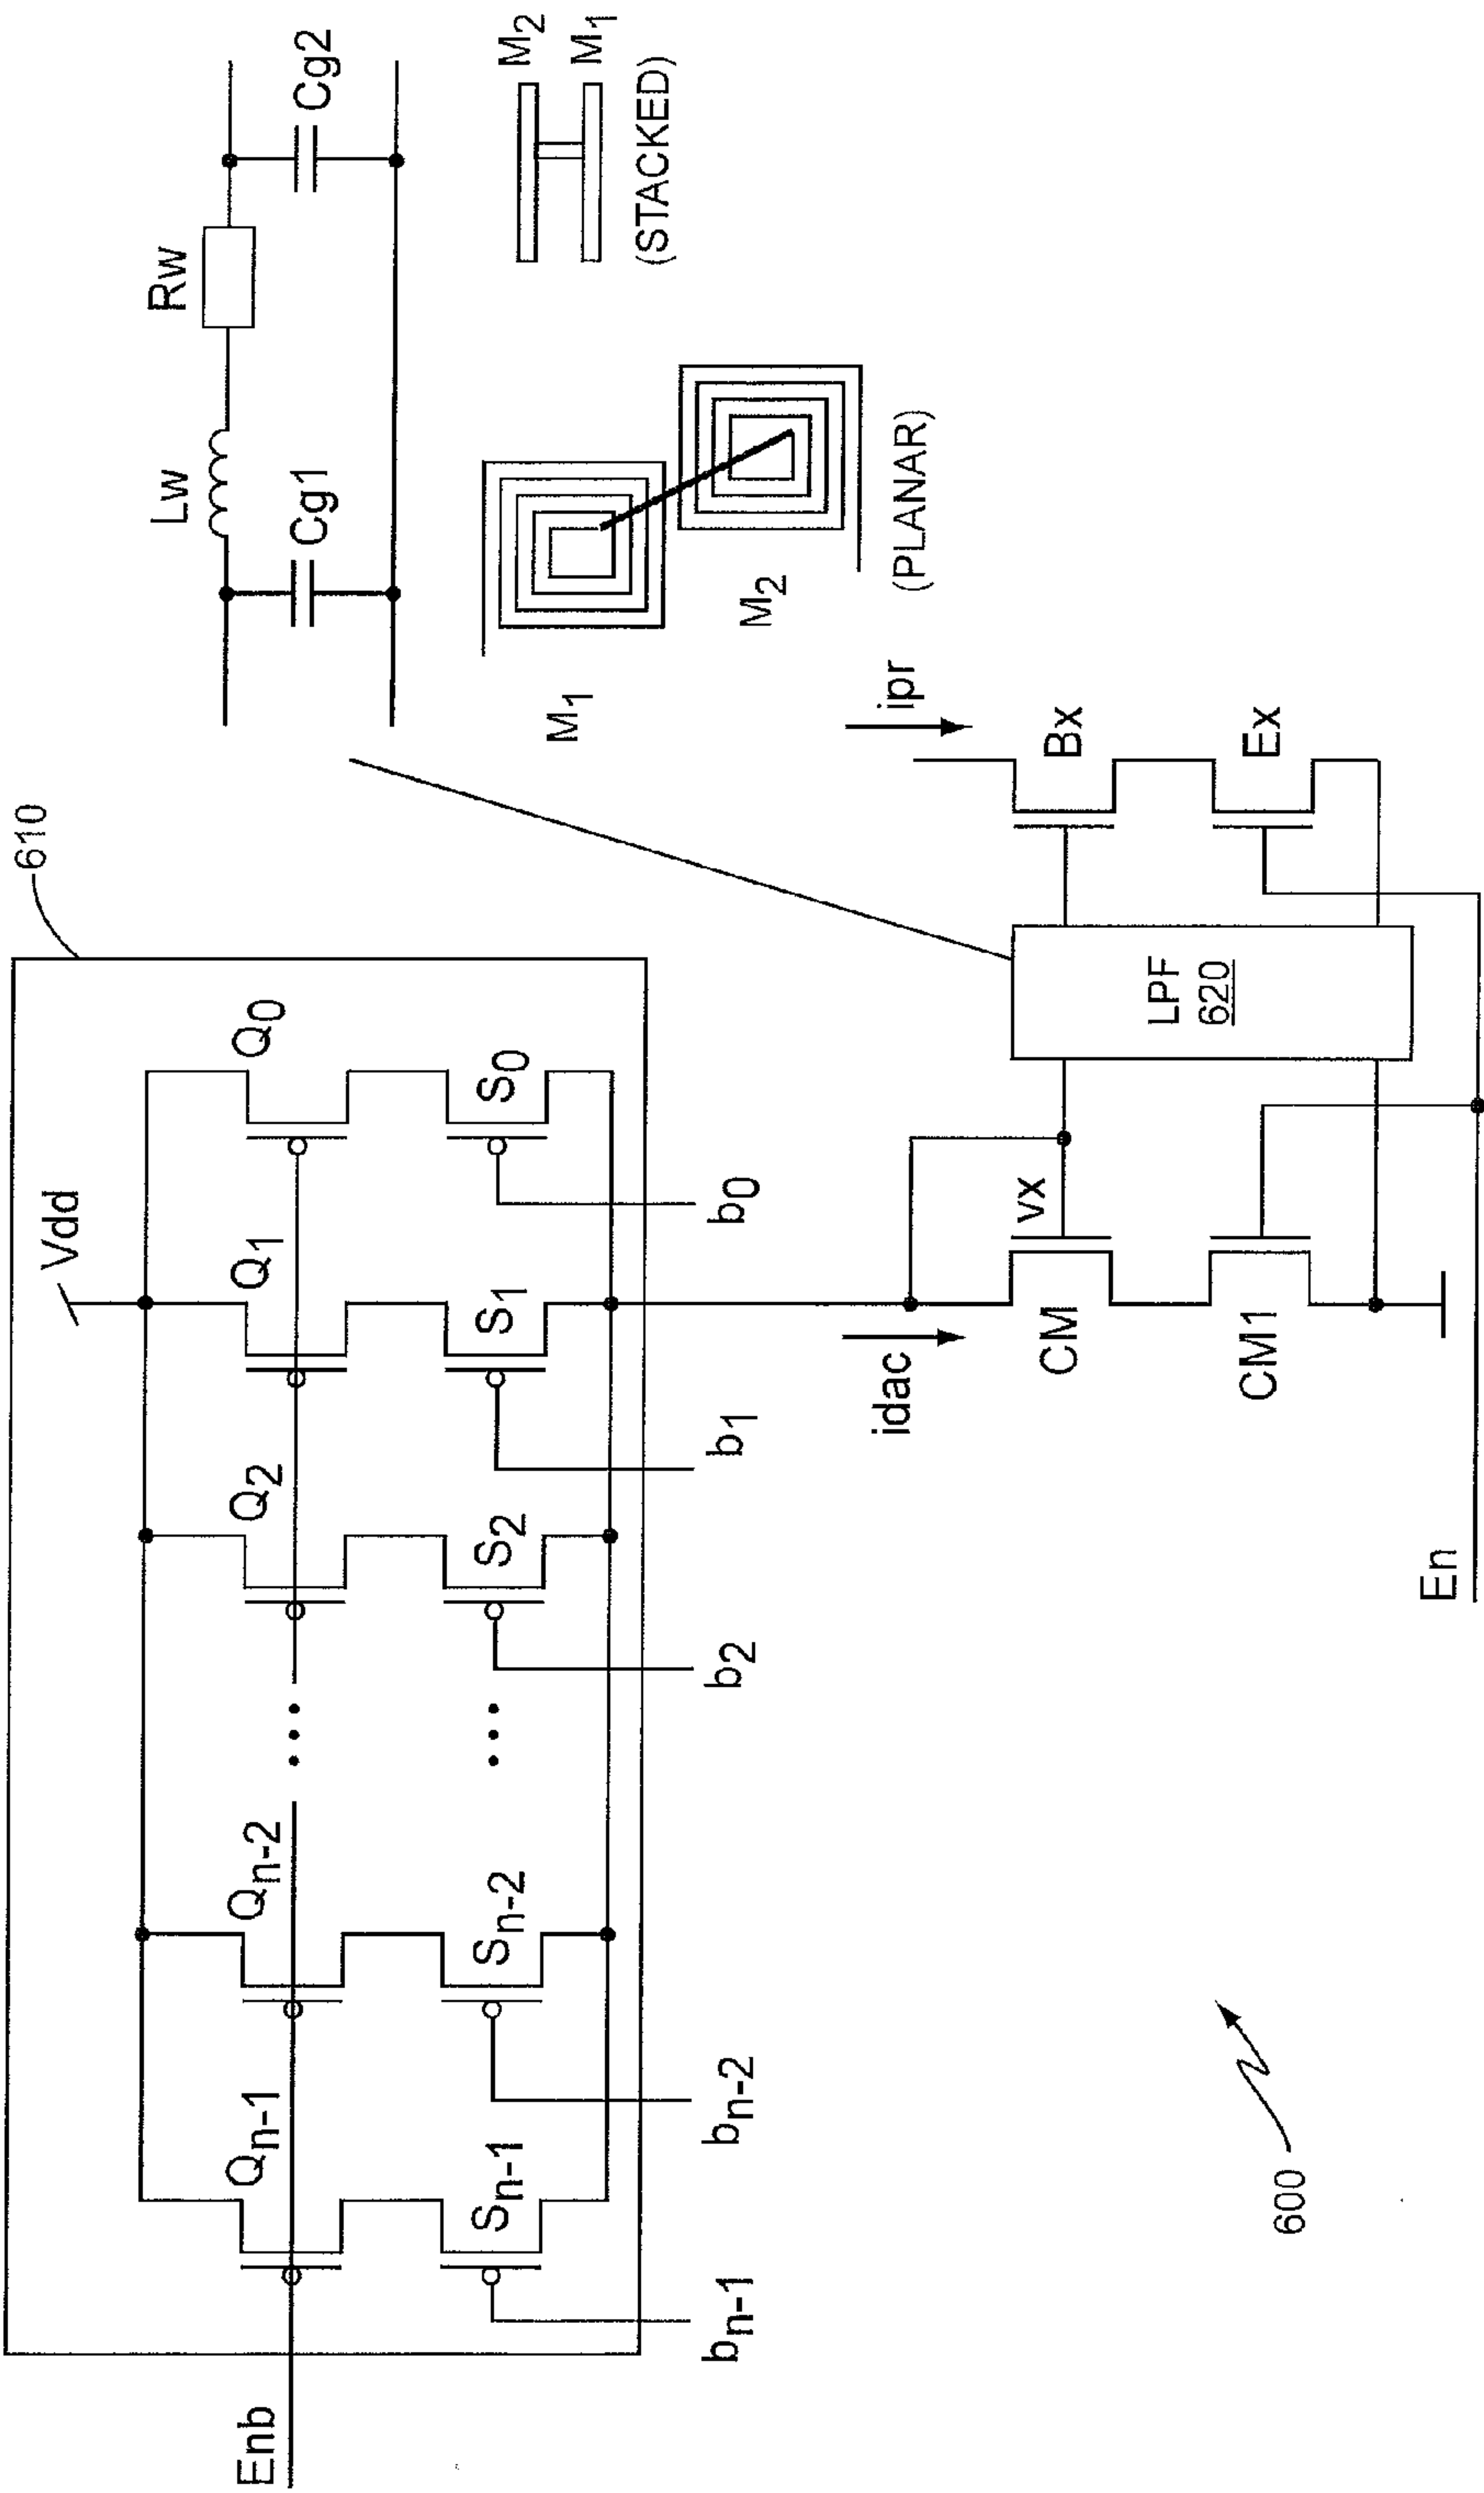 610
Vdd
Enb
Qn-1
Qn-2
Q2
Q1
Q0
Sn-1
Sn-2
S2
S1
S0
bn-1
bn-2
b2
b1
b0
Lw
Rw
Cg1
Cg2
M1
M2
(PLANAR)
M2
M1
(STACKED)
idac
vx
CM
CM1
LPF
620
ipr
Bx
Ex
En
600